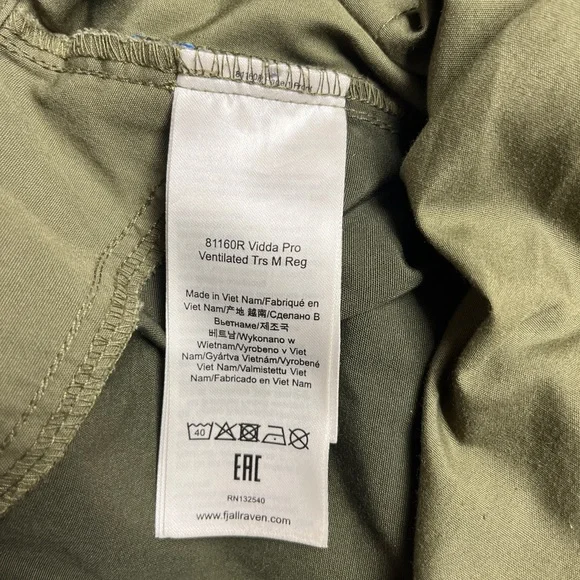 81160R Vidda Pro
Ventilated Trs M Reg
Made in Viet Nam/Fabriqué en
Viet Nam/产地 越南/Сделано В
Вьетнаме/제조국
베트남/Wykonano w
Wietnam/Vyrobeno v Viet
Nam/Gyártva Vietnám/Vyrobené
Viet Nam/Valmistettu Viet
Nam/Fabricado en Viet Nam
40
EAC
RN132540
www.fjallraven.com